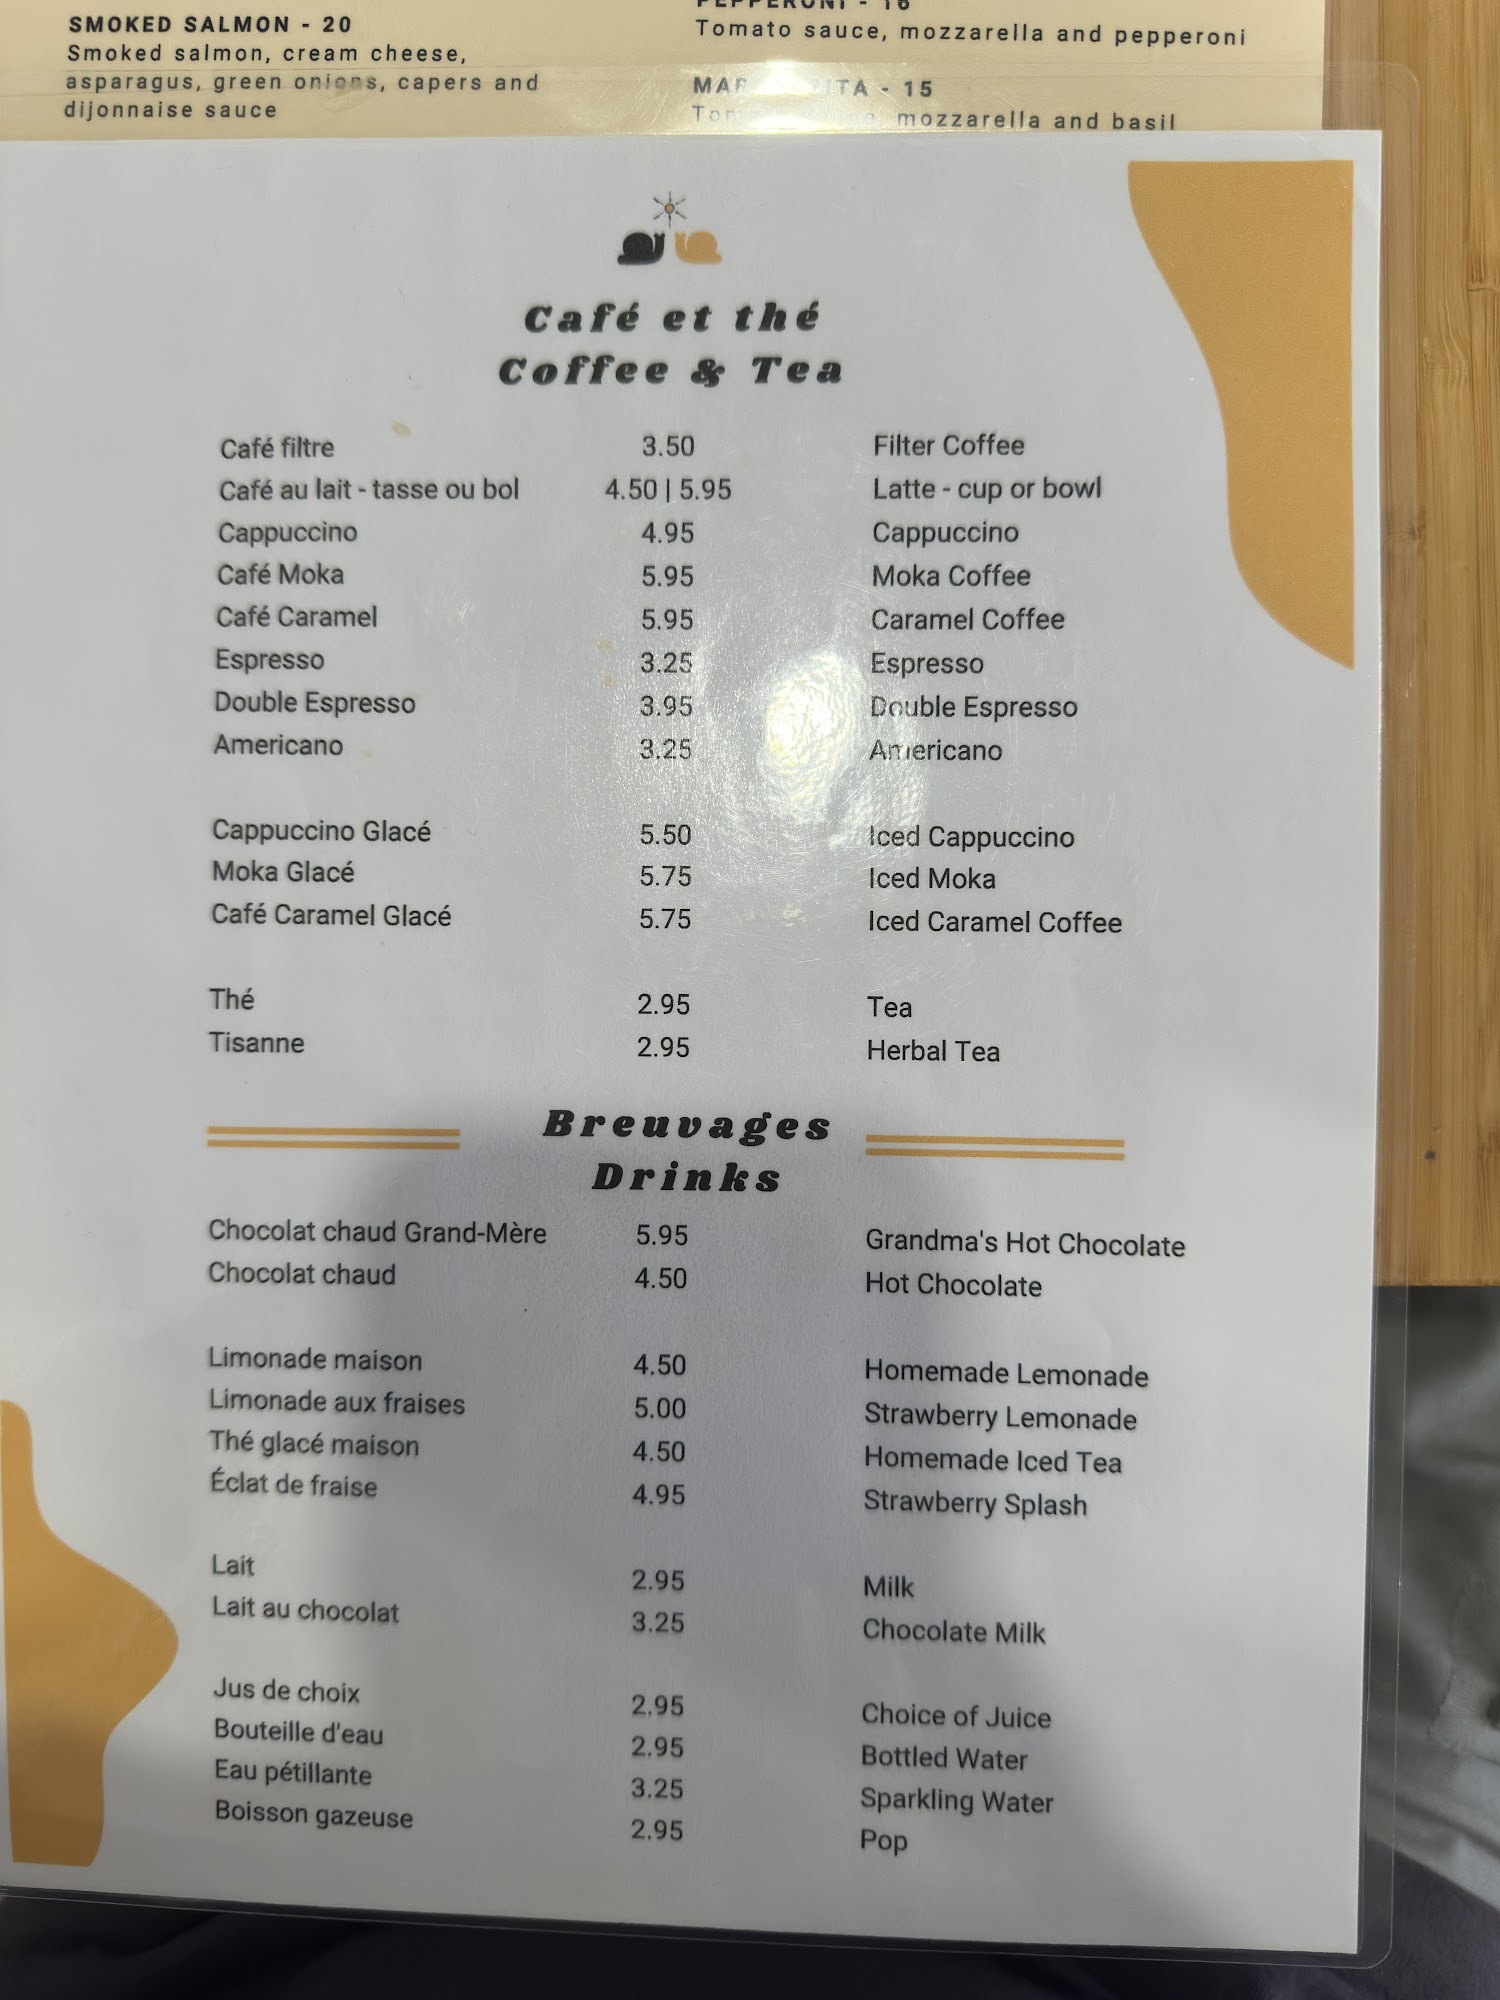 SMOKED SALMON - 20
Smoked salmon, cream cheese,
asparagus, green onions, capers and
dijonnaise sauce
PEPPERONI - 16
Tomato sauce, mozzarella and pepperoni
- 15
mozzarella and basil
Café et thé
Coffee & Tea
Café filtre 3.50 Filter Coffee
Café au lait - tasse ou bol 4.50 | 5.95 Latte - cup or bowl
Cappuccino 4.95 Cappuccino
Café Moka 5.95 Moka Coffee
Café Caramel 5.95 Caramel Coffee
Espresso 3.25 Espresso
Double Espresso 3.95 Double Espresso
Americano 3.25 Americano
Cappuccino Glacé 5.50 Iced Cappuccino
Moka Glacé 5.75 Iced Moka
Café Caramel Glacé 5.75 Iced Caramel Coffee
Thé 2.95 Tea
Tisanne 2.95 Herbal Tea
Breuvages
Drinks
Chocolat chaud Grand-Mère 5.95 Grandma's Hot Chocolate
Chocolat chaud 4.50 Hot Chocolate
Limonade maison 4.50 Homemade Lemonade
Limonade aux fraises 5.00 Strawberry Lemonade
Thé glacé maison 4.50 Homemade Iced Tea
Éclat de fraise 4.95 Strawberry Splash
Lait 2.95 Milk
Lait au chocolat 3.25 Chocolate Milk
Jus de choix 2.95 Choice of Juice
Bouteille d'eau 2.95 Bottled Water
Eau pétillante 3.25 Sparkling Water
Boisson gazeuse 2.95 Pop